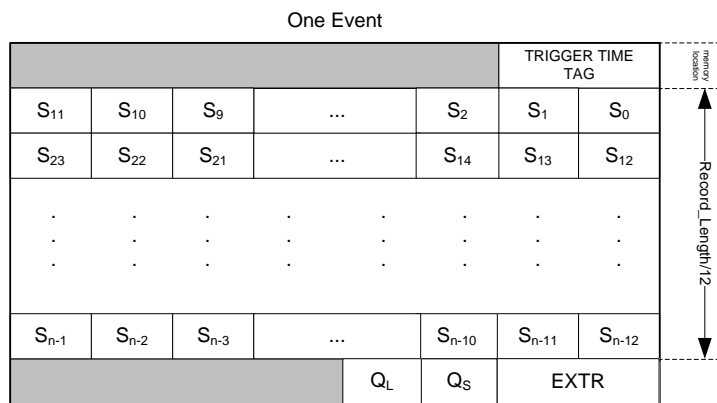 One Event
TRIGGER TIME
TAG
memory
location
S11 S10 S9 ... S2 S1 S0
S23 S22 S21 ... S14 S13 S12
. . . . . . . .
. . . . . . . .
. . . . . . . .
Record_Length/12
Sn-1 Sn-2 Sn-3 ... Sn-10 Sn-11 Sn-12
QL QS EXTR